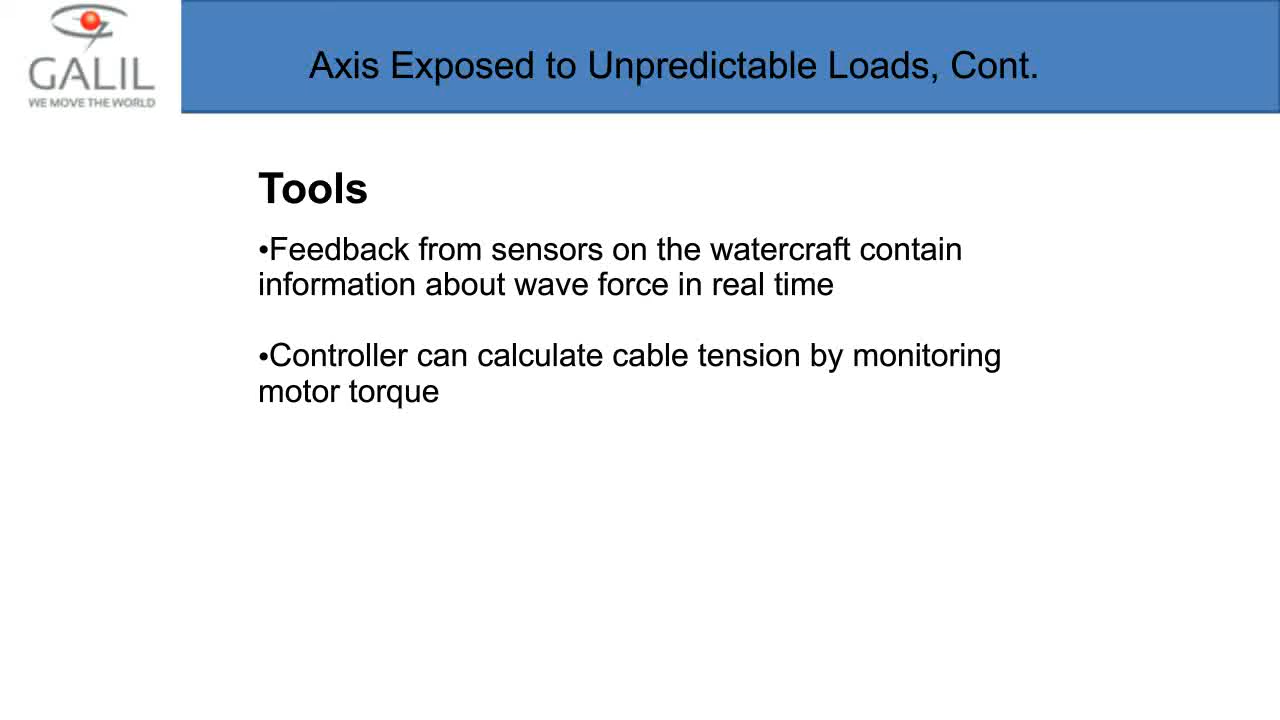 GALIL
WE MOVE THE WORLD
Axis Exposed to Unpredictable Loads, Cont.
Tools
•Feedback from sensors on the watercraft contain
information about wave force in real time
•Controller can calculate cable tension by monitoring
motor torque